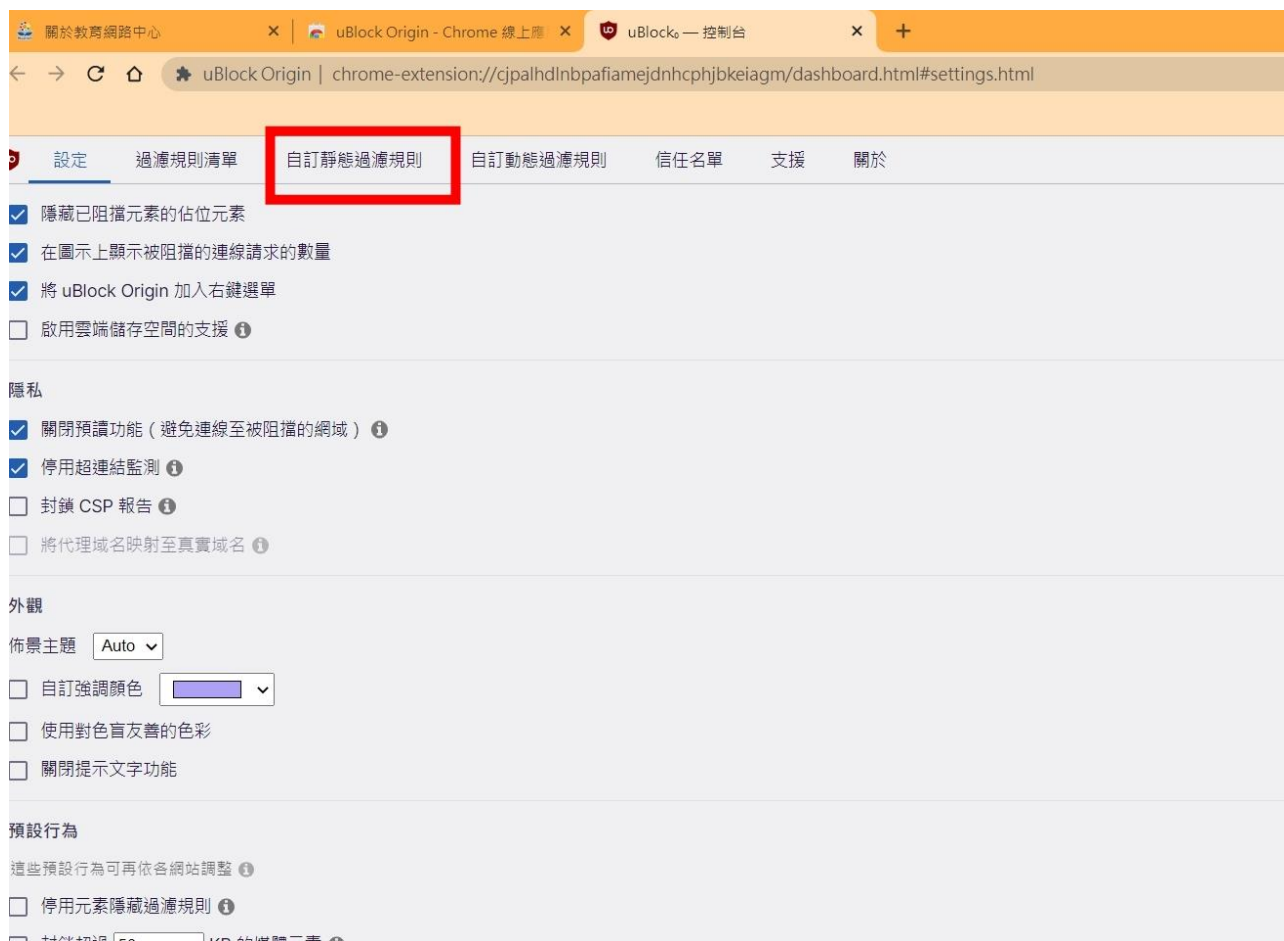 關於教育網路中心
uBlock Origin - Chrome 線上應
uBlock₀ — 控制台
uBlock Origin | chrome-extension://cjpalhdlnbpafiamejdnhcphjbkeiagm/dashboard.html#settings.html
設定 過濾規則清單 自訂靜態過濾規則 自訂動態過濾規則 信任名單 支援 關於
隱藏已阻擋元素的佔位元素
在圖示上顯示被阻擋的連線請求的數量
將 uBlock Origin 加入右鍵選單
啟用雲端儲存空間的支援
隱私
關閉預讀功能 ( 避免連線至被阻擋的網域 )
停用超連結監測
封鎖 CSP 報告
將代理域名映射至真實域名
外觀
佈景主題 Auto
自訂強調顏色
使用對色盲友善的色彩
關閉提示文字功能
預設行為
這些預設行為可再依各網站調整
停用元素隱藏過濾規則
封鎖超過 50 KB 的媒體元素